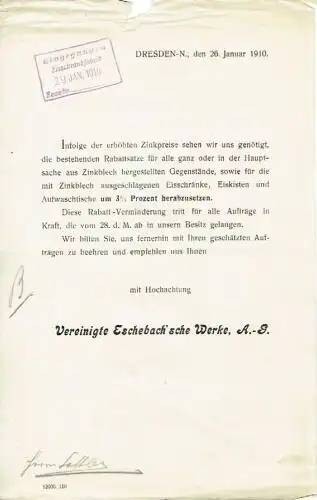 DRESDEN-N., den 26. Januar 1910.
Eingegangen
29 JAN. 1910
Infolge der erhöhten Zinkpreise sehen wir uns genötigt,
die bestehenden Rabattsätze für alle ganz oder in der Haupt-
sache aus Zinkblech hergestellten Gegenstände, sowie für die
mit Zinkblech ausgeschlagenen Eisschränke, Eiskisten und
Aufwaschtische um 3% Prozent herabzusetzen.
Diese Rabatt-Verminderung tritt für alle Aufträge in
Kraft, die vom 28. d. M. ab in unsern Besitz gelangen.
Wir bitten Sie, uns fernerhin mit Ihren geschätzten Auf-
trägen zu beehren und empfehlen uns Ihnen
mit Hochachtung
Vereinigte Eschebach'sche Werke, A.-G.